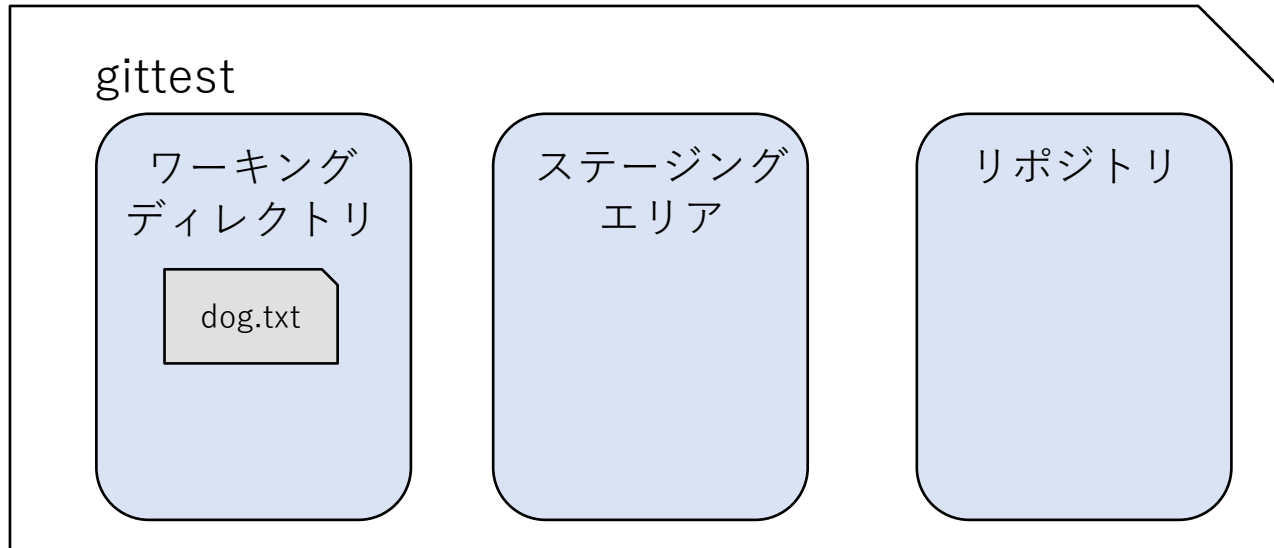 gittest
ワーキング
ディレクトリ
dog.txt
ステージング
エリア
リポジトリ